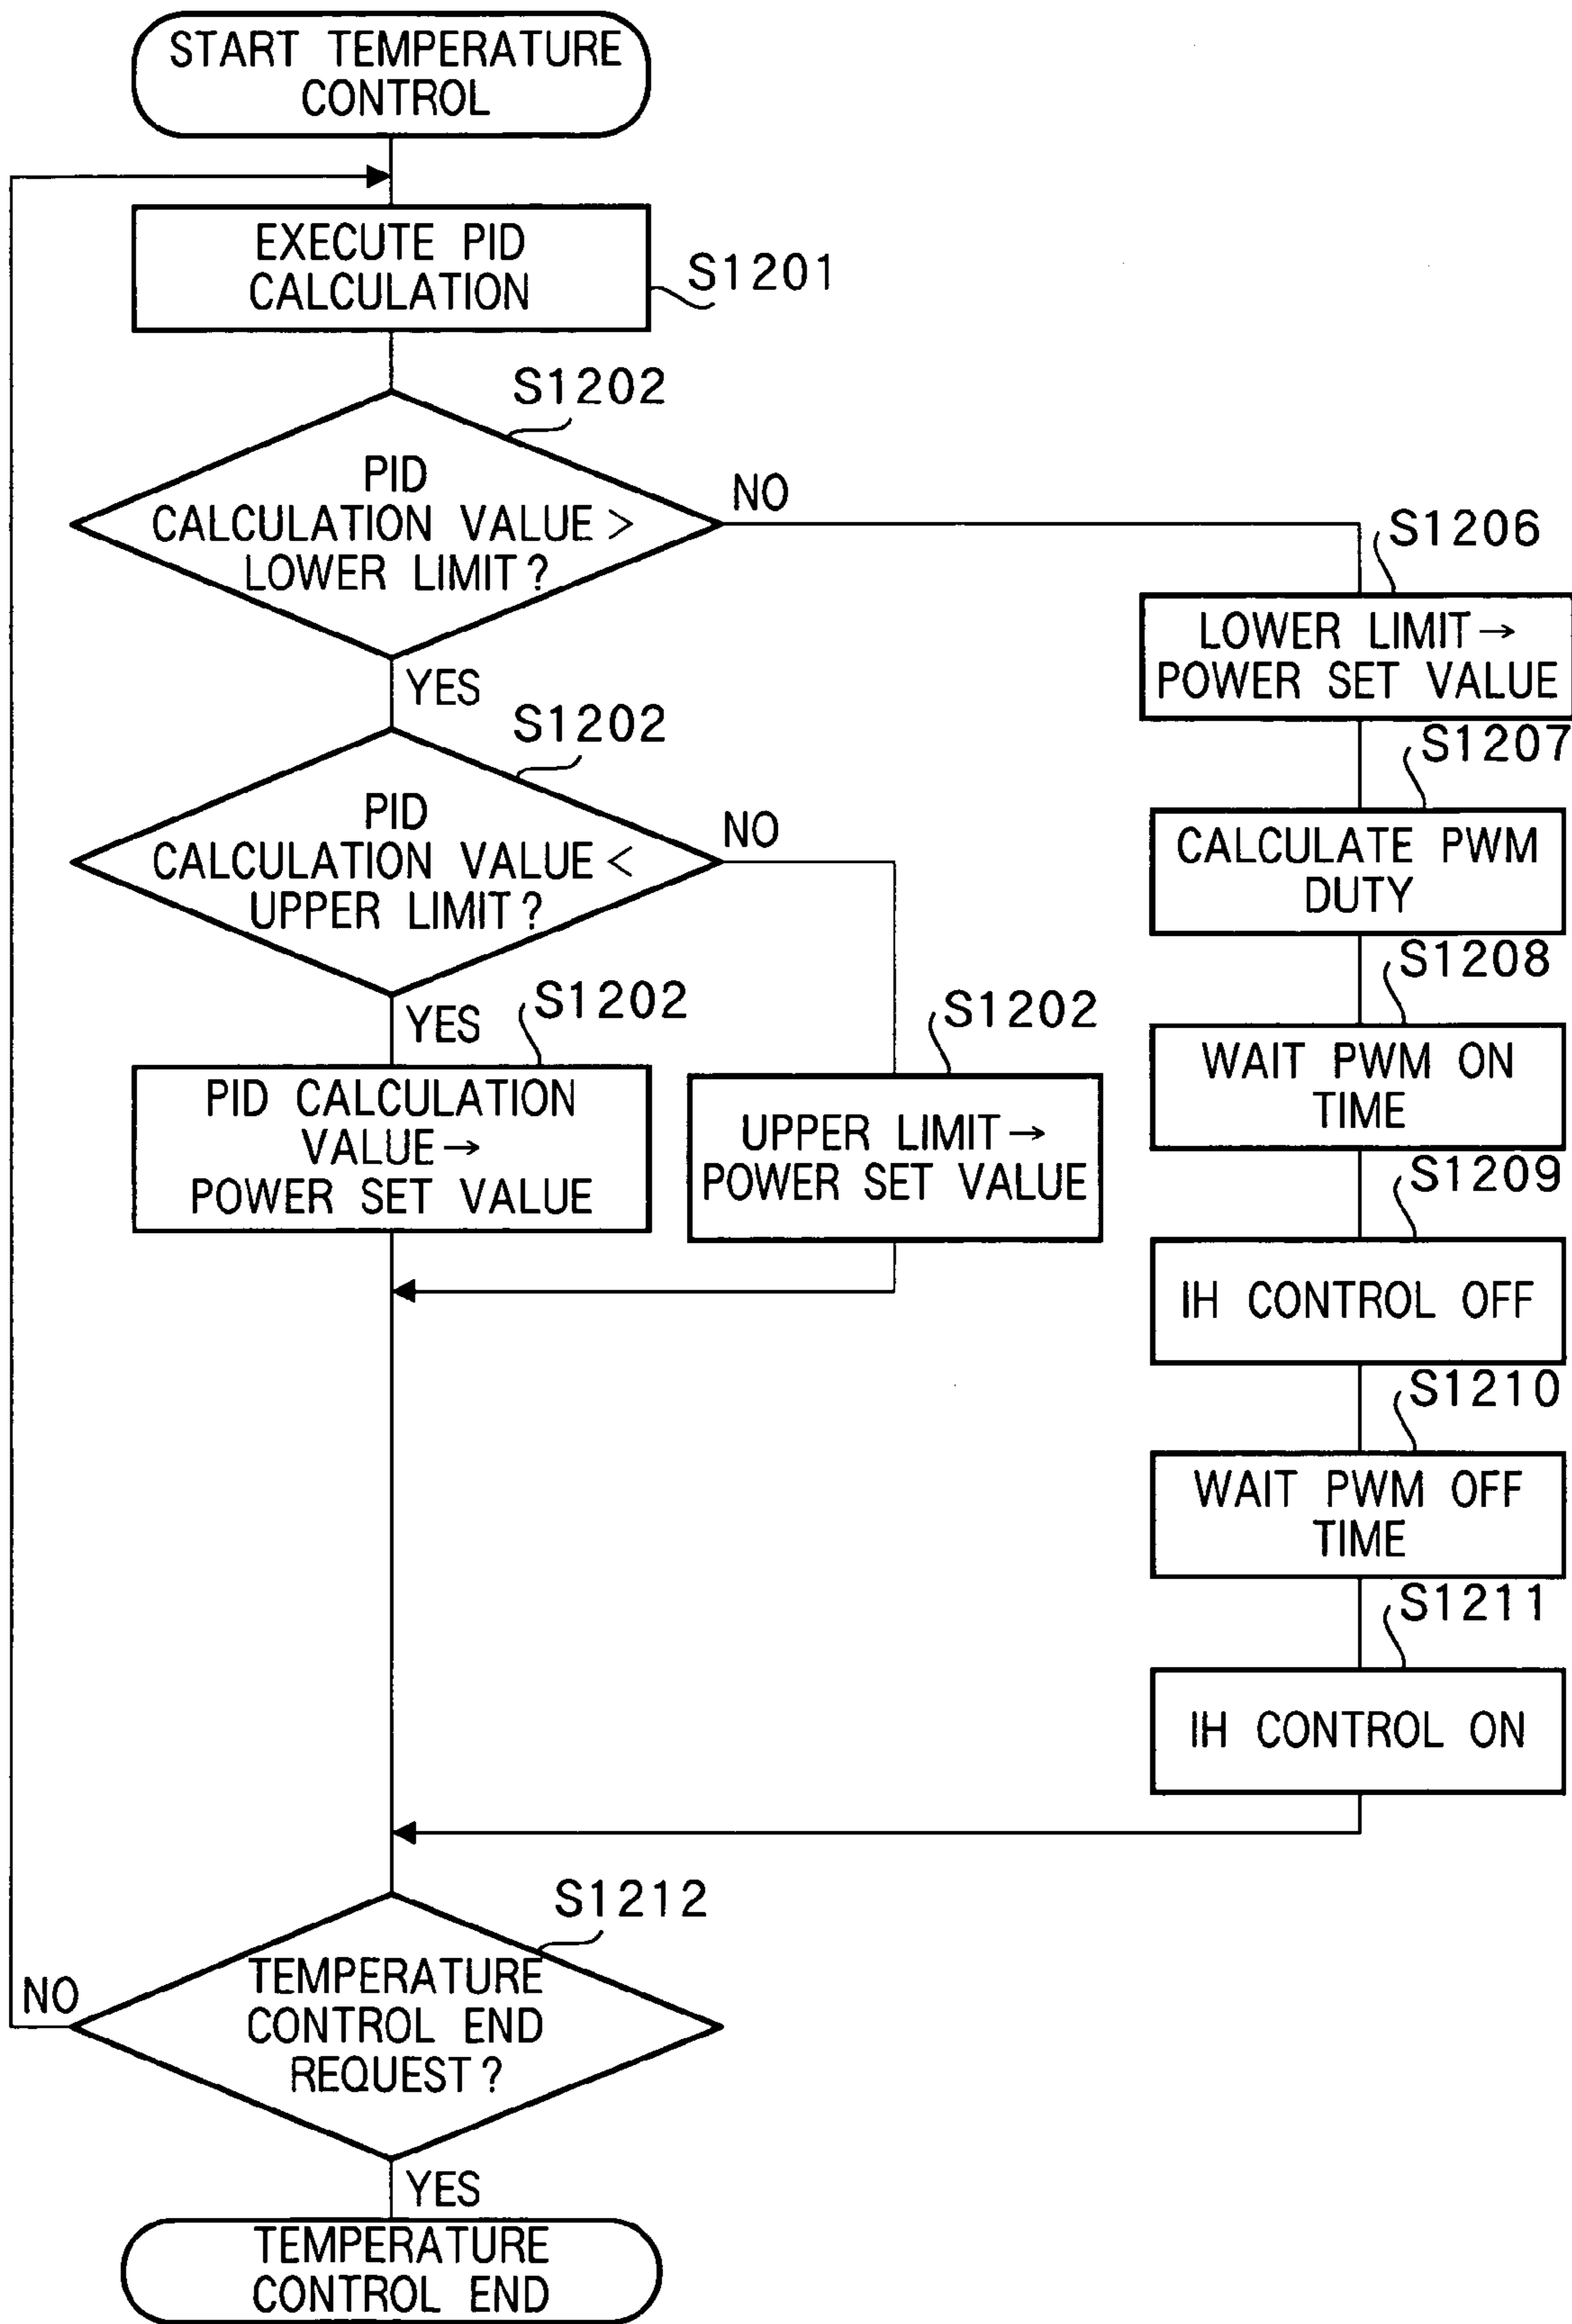 START TEMPERATURE
CONTROL
EXECUTE PID
CALCULATION
S1201
S1202
PID
CALCULATION VALUE >
LOWER LIMIT?
NO
YES
S1202
PID
CALCULATION VALUE <
UPPER LIMIT?
NO
YES
S1202
PID CALCULATION
VALUE→
POWER SET VALUE
S1202
UPPER LIMIT→
POWER SET VALUE
S1206
LOWER LIMIT→
POWER SET VALUE
S1207
CALCULATE PWM
DUTY
S1208
WAIT PWM ON
TIME
S1209
IH CONTROL OFF
S1210
WAIT PWM OFF
TIME
S1211
IH CONTROL ON
S1212
TEMPERATURE
CONTROL END
REQUEST?
NO
YES
TEMPERATURE
CONTROL END